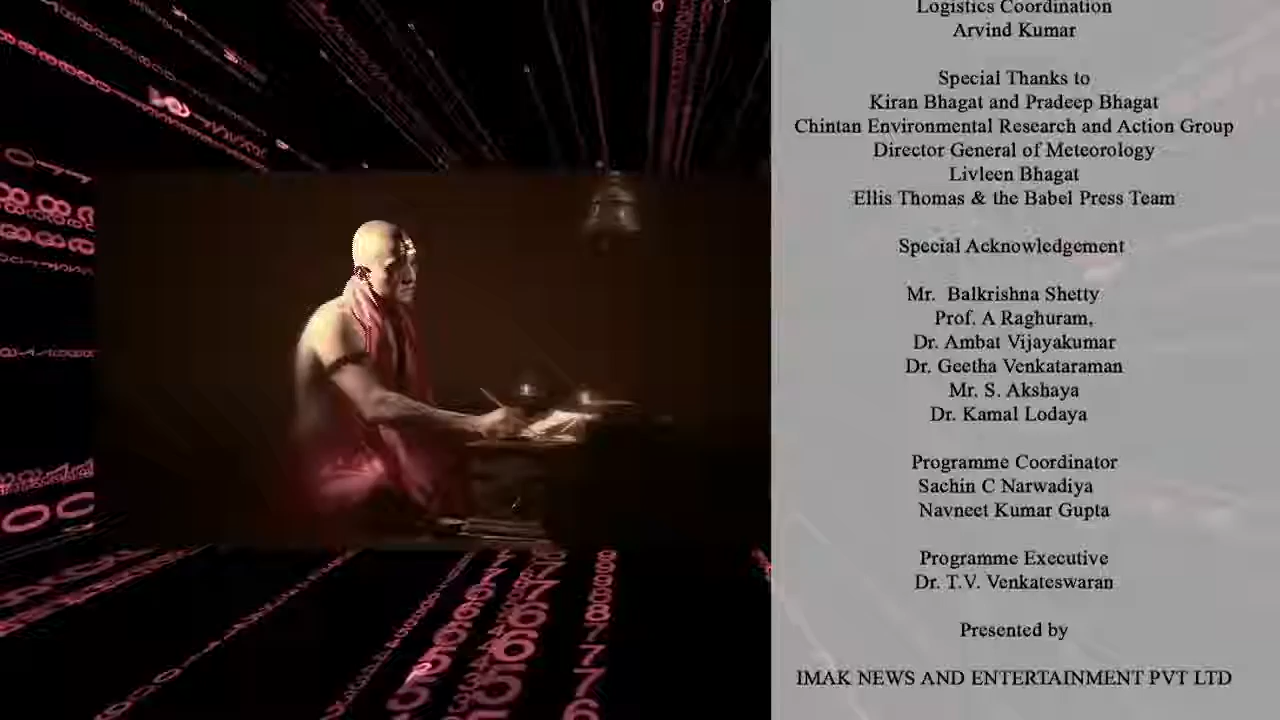 Logistics Coordination
Arvind Kumar
Special Thanks to
Kiran Bhagat and Pradeep Bhagat
Chintan Environmental Research and Action Group
Director General of Meteorology
Livleen Bhagat
Ellis Thomas & the Babel Press Team
Special Acknowledgement
Mr. Balkrishna Shetty
Prof. A Raghuram,
Dr. Ambat Vijayakumar
Dr. Geetha Venkataraman
Mr. S. Akshaya
Dr. Kamal Lodaya
Programme Coordinator
Sachin C Narwadiya
Navneet Kumar Gupta
Programme Executive
Dr. T.V. Venkateswaran
Presented by
IMAK NEWS AND ENTERTAINMENT PVT LTD